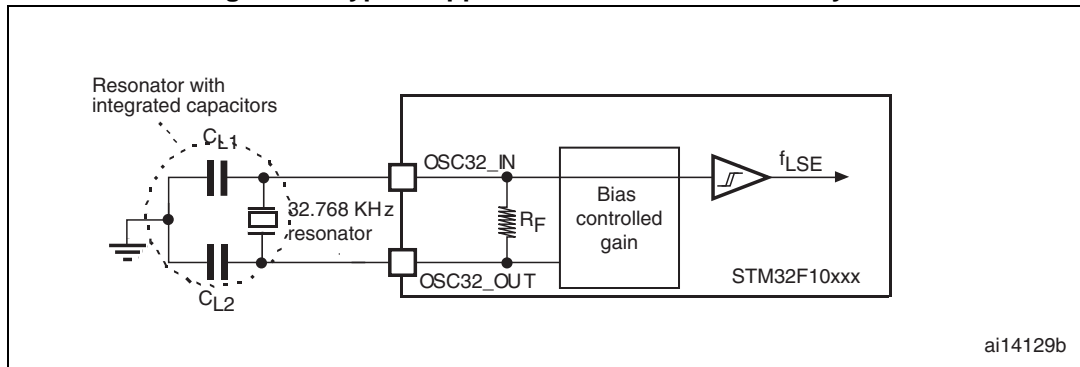 Resonator with
integrated capacitors
CL1
OSC32_IN
fLSE
Bias
controlled
gain
32.768 KHz
resonator
RF
STM32F10xxx
OSC32_OUT
CL2
ai14129b